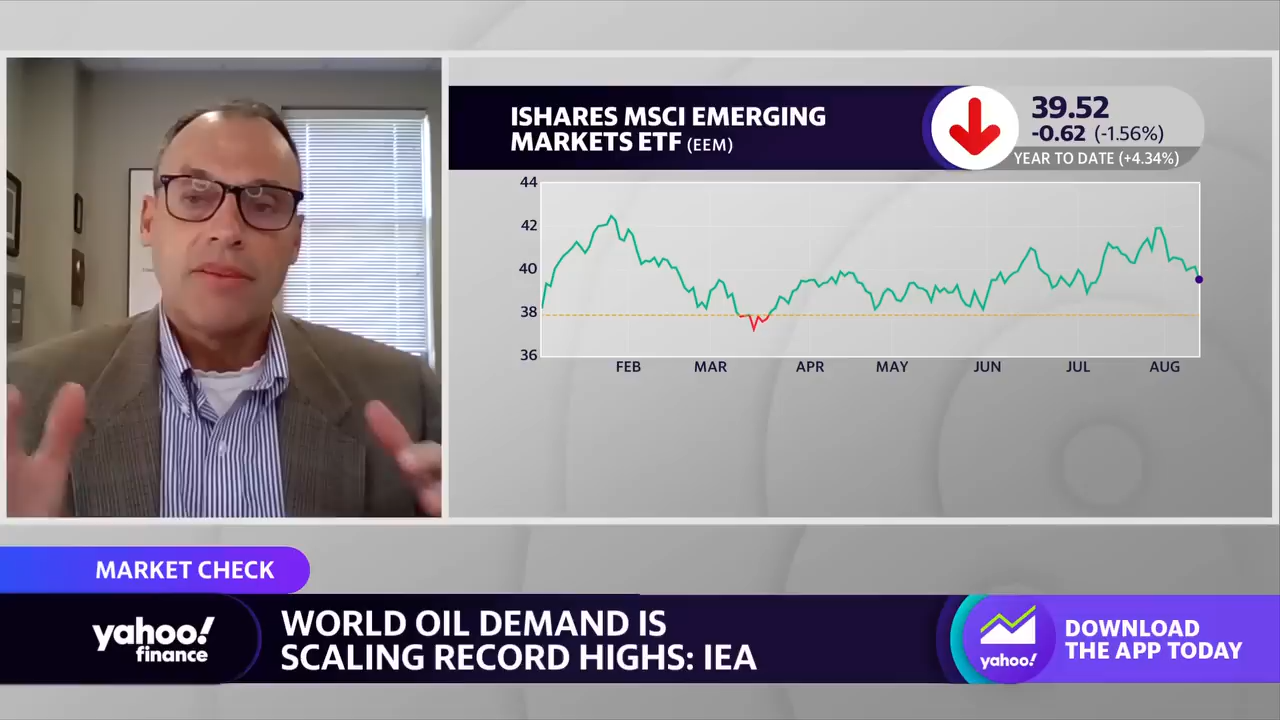 ISHARES MSCI EMERGING
MARKETS ETF (EEM)
39.52
-0.62 (-1.56%)
YEAR TO DATE (+4.34%)
44
42
40
38
36
FEB MAR APR MAY JUN JUL AUG
MARKET CHECK
yahoo!
finance
WORLD OIL DEMAND IS
SCALING RECORD HIGHS: IEA
yahoo!
DOWNLOAD
THE APP TODAY